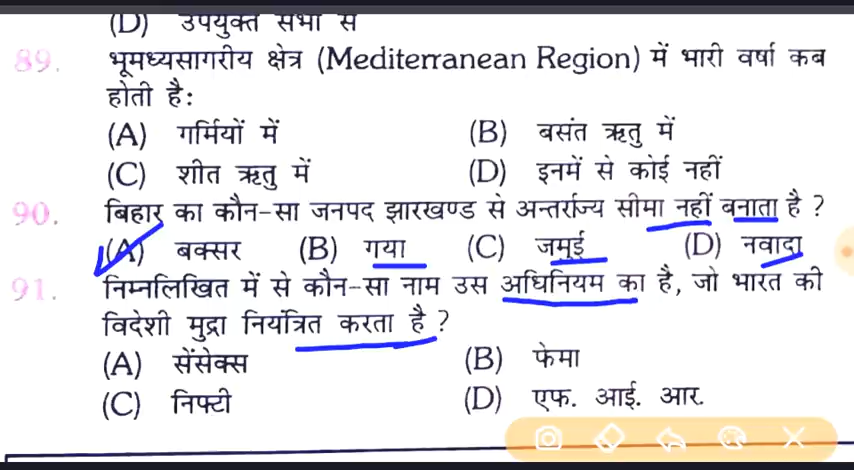 (D) उपर्युक्त सभी से
89. भूमध्यसागरीय क्षेत्र (Mediterranean Region) में भारी वर्षा कब
होती है:
(A) गर्मियों में (B) बसंत ऋतु में
(C) शीत ऋतु में (D) इनमें से कोई नहीं
90. बिहार का कौन-सा जनपद झारखण्ड से अन्तर्राज्य सीमा नहीं बनाता है ?
(A) बक्सर (B) गया (C) जमुई (D) नवादा
91. निम्नलिखित में से कौन-सा नाम उस अधिनियम का है, जो भारत की
विदेशी मुद्रा नियंत्रित करता है ?
(A) सेंसेक्स (B) फेमा
(C) निफ्टी (D) एफ. आई. आर.